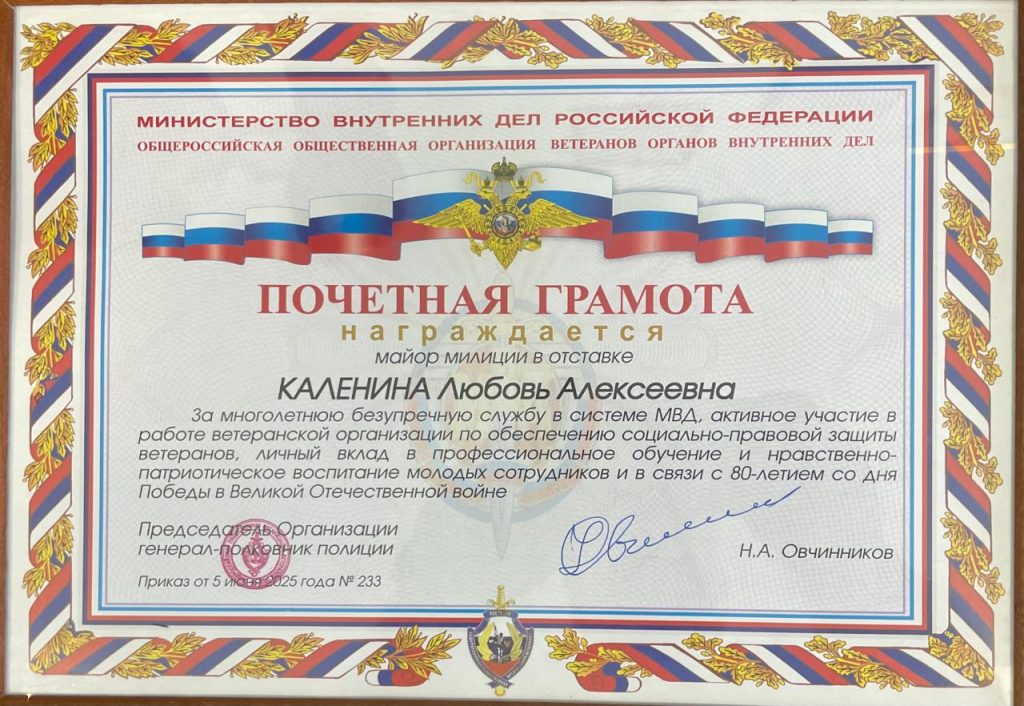 МИНИСТЕРСТВО ВНУТРЕННИХ ДЕЛ РОССИЙСКОЙ ФЕДЕРАЦИИ
ОБЩЕРОССИЙСКАЯ ОБЩЕСТВЕННАЯ ОРГАНИЗАЦИЯ ВЕТЕРАНОВ ОРГАНОВ ВНУТРЕННИХ ДЕЛ
ПОЧЕТНАЯ ГРАМОТА
награждается
майор милиции в отставке
КАЛЕНИНА Любовь Алексеевна
За многолетнюю безупречную службу в системе МВД, активное участие в
работе ветеранской организации по обеспечению социально-правовой защиты
ветеранов, личный вклад в профессиональное обучение и нравственно-
патриотическое воспитание молодых сотрудников и в связи с 80-летием со дня
Победы в Великой Отечественной войне
Председатель Организации
генерал-полковник полиции
Н.А. Овчинников
Приказ от 5 июня 2025 года № 233